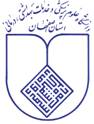 دانشگاه علوم پزشکی و خدمات بهداشتی درمانی
استان اصفهان